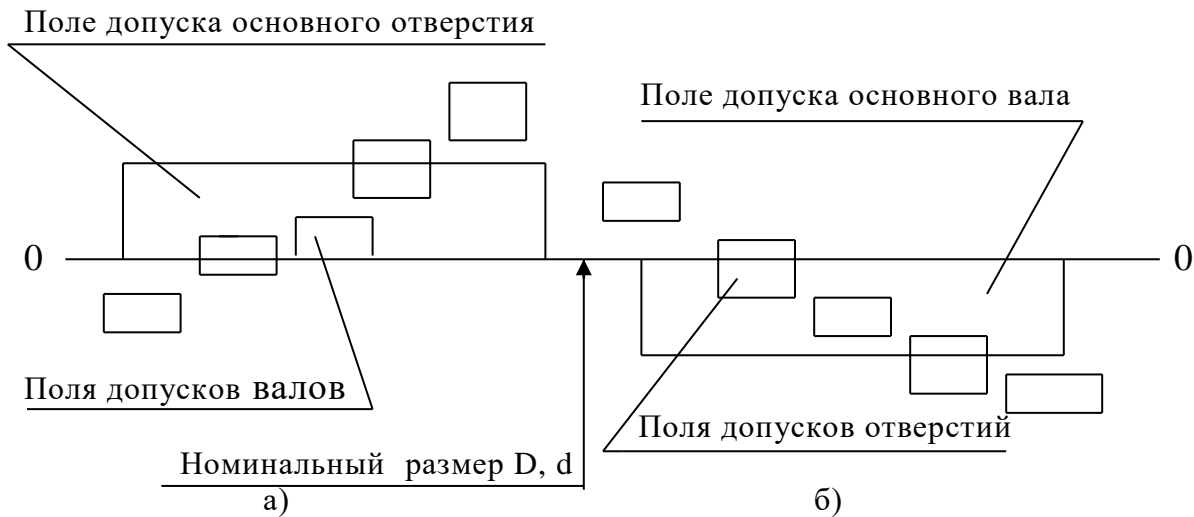 Поле допуска основного отверстия
Поле допуска основного вала
0
0
Поля допусков валов
Поля допусков отверстий
Номинальный размер D, d
а)
б)